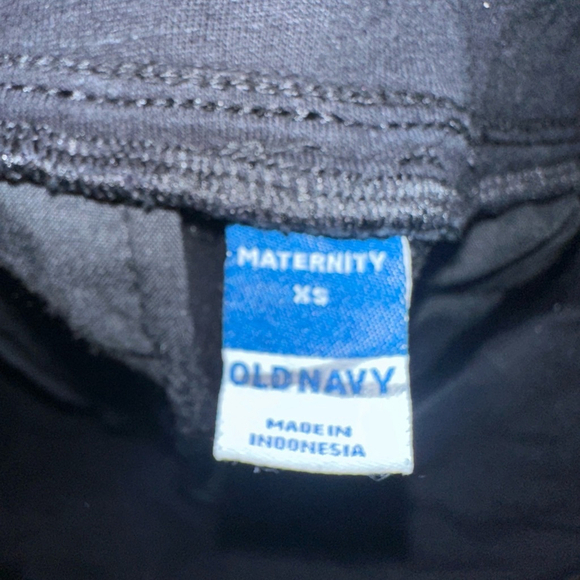 MATERNITY
XS
OLD NAVY
MADE IN
INDONESIA